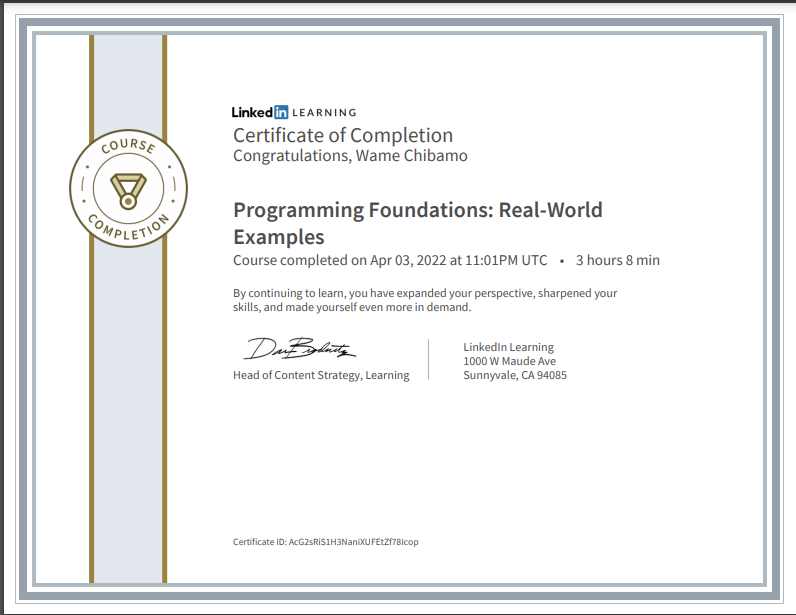 COURSE
COMPLETION
Linked in LEARNING
Certificate of Completion
Congratulations, Wame Chibamo
Programming Foundations: Real-World
Examples
Course completed on Apr 03, 2022 at 11:01PM UTC • 3 hours 8 min
By continuing to learn, you have expanded your perspective, sharpened your
skills, and made yourself even more in demand.
Head of Content Strategy, Learning
LinkedIn Learning
1000 W Maude Ave
Sunnyvale, CA 94085
Certificate ID: AcG2sRiS1H3NaniXUFEtZf78Icop